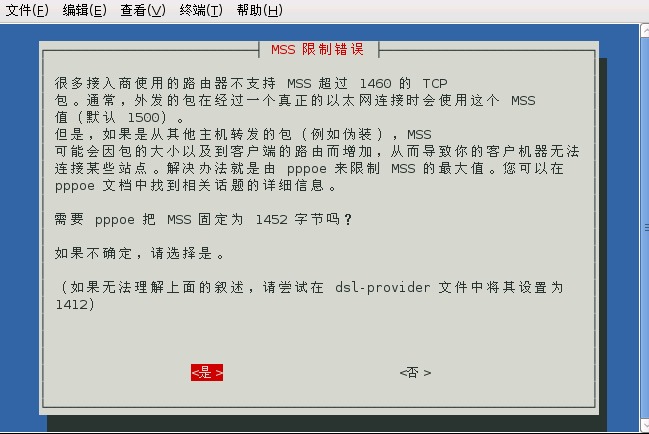 文件(F) 编辑(E) 查看(V) 终端(T) 帮助(H)
MSS 限制错误
很多接入商使用的路由器不支持 MSS 超过 1460 的 TCP
包。通常，外发的包在经过一个真正的以太网连接时会使用这个 MSS
值（默认 1500）。
但是，如果是从其他主机转发的包（例如伪装），MSS
可能会因包的大小以及到客户端的路由而增加，从而导致你的客户机器无法
连接某些站点。解决办法就是由 pppoe 来限制 MSS 的最大值。您可以在
pppoe 文档中找到相关话题的详细信息。
需要 pppoe 把 MSS 固定为 1452 字节吗？
如果不确定，请选择是。
（如果无法理解上面的叙述，请尝试在 dsl-provider 文件中将其设置为
1412）
<是> <否>